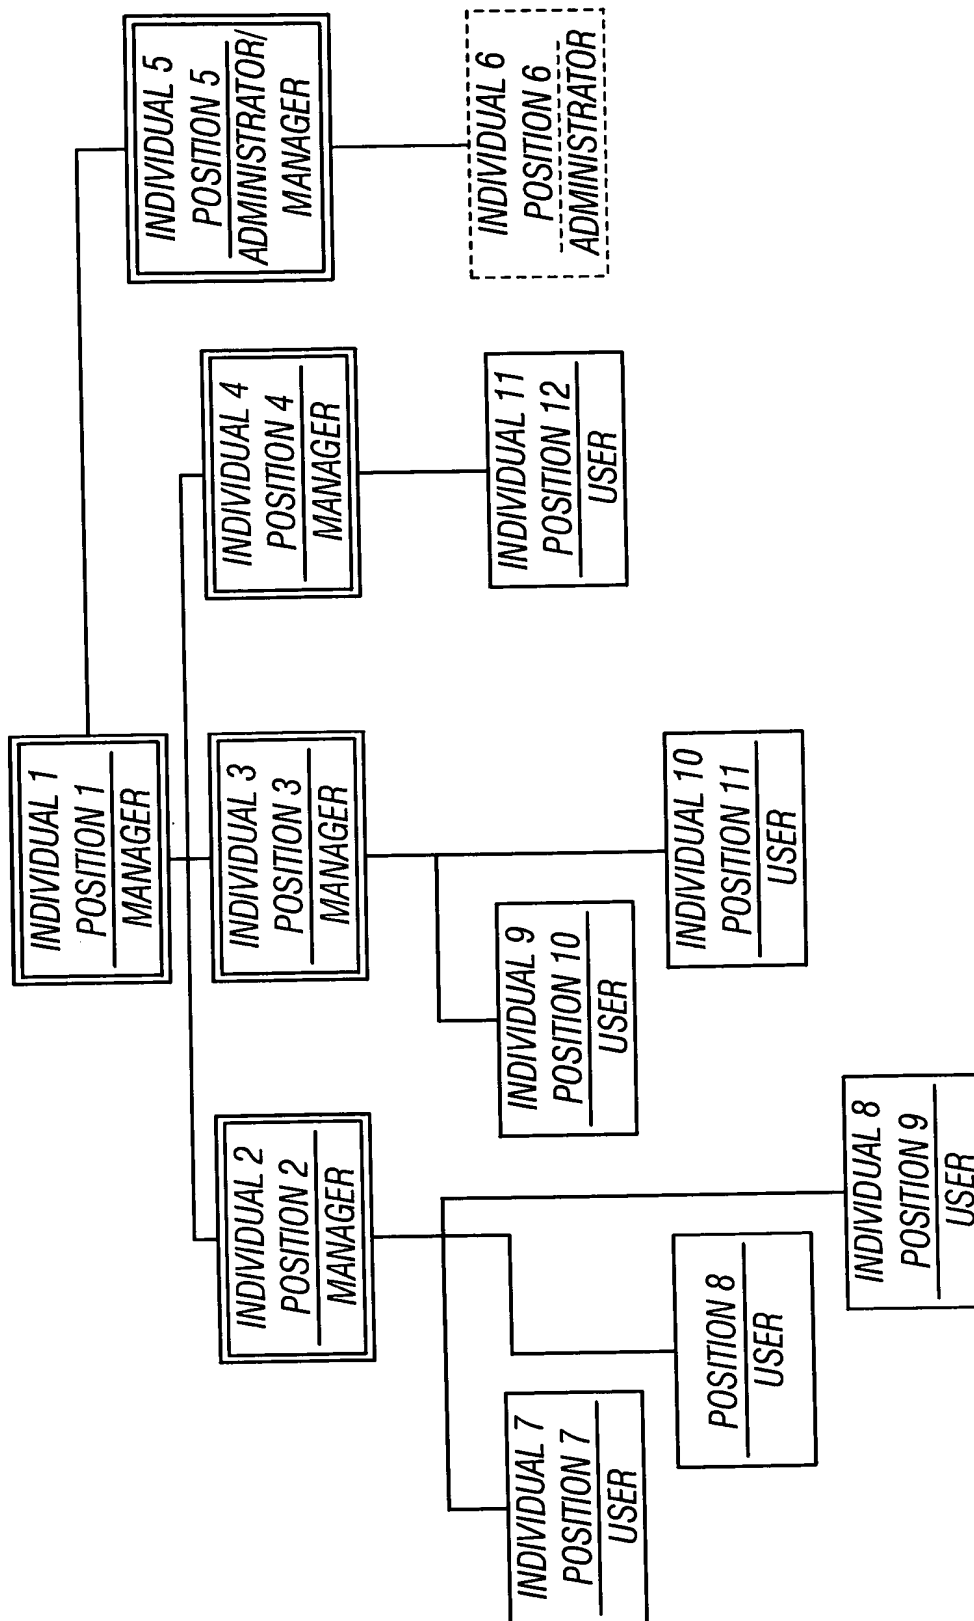 INDIVIDUAL 1
POSITION 1
MANAGER
INDIVIDUAL 5
POSITION 5
ADMINISTRATOR/
MANAGER
INDIVIDUAL 2
POSITION 2
MANAGER
INDIVIDUAL 3
POSITION 3
MANAGER
INDIVIDUAL 4
POSITION 4
MANAGER
INDIVIDUAL 6
POSITION 6
ADMINISTRATOR
INDIVIDUAL 7
POSITION 7
USER
INDIVIDUAL 9
POSITION 10
USER
INDIVIDUAL 11
POSITION 12
USER
POSITION 8
USER
INDIVIDUAL 10
POSITION 11
USER
INDIVIDUAL 8
POSITION 9
USER